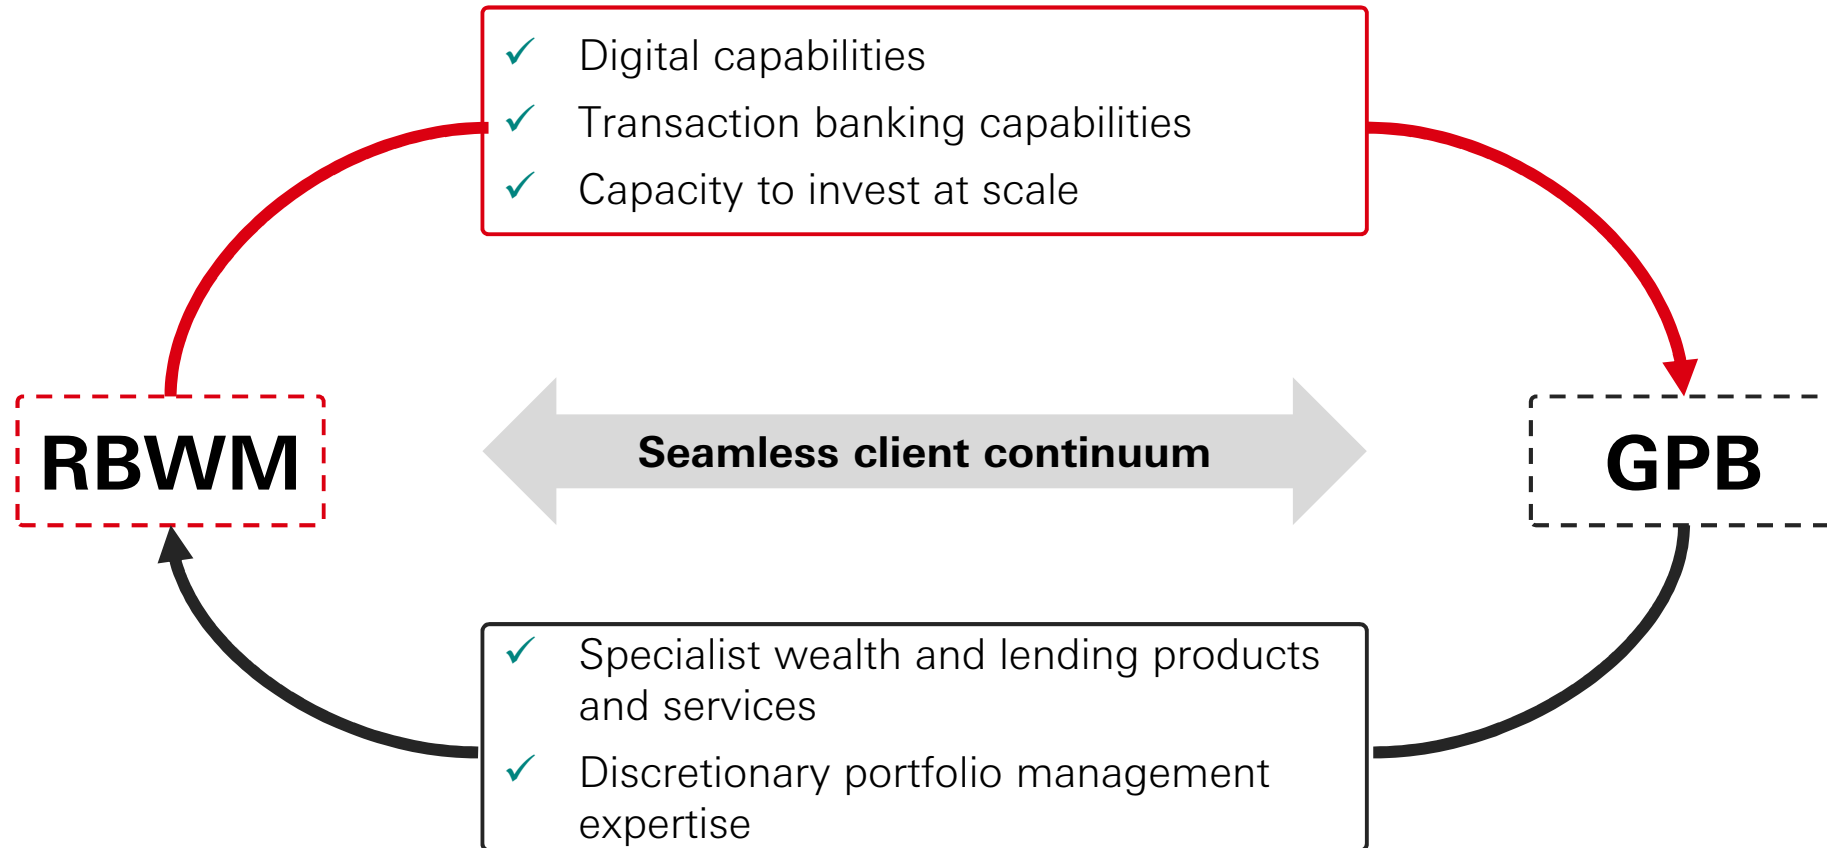 Digital capabilities
Transaction banking capabilities
Capacity to invest at scale
RBWM
Seamless client continuum
GPB
Specialist wealth and lending products
and services
Discretionary portfolio management
expertise